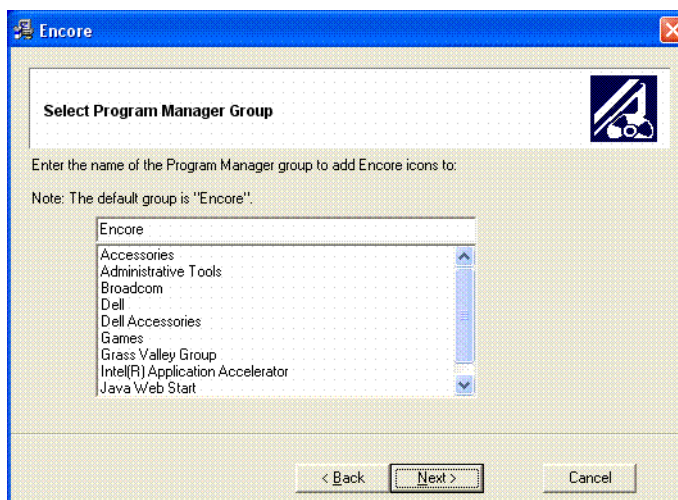 Encore
Select Program Manager Group
Enter the name of the Program Manager group to add Encore icons to:
Note: The default group is "Encore".
Encore
Accessories
Administrative Tools
Broadcom
Dell
Dell Accessories
Games
Grass Valley Group
Intel(R) Application Accelerator
Java Web Start
< Back
Next >
Cancel